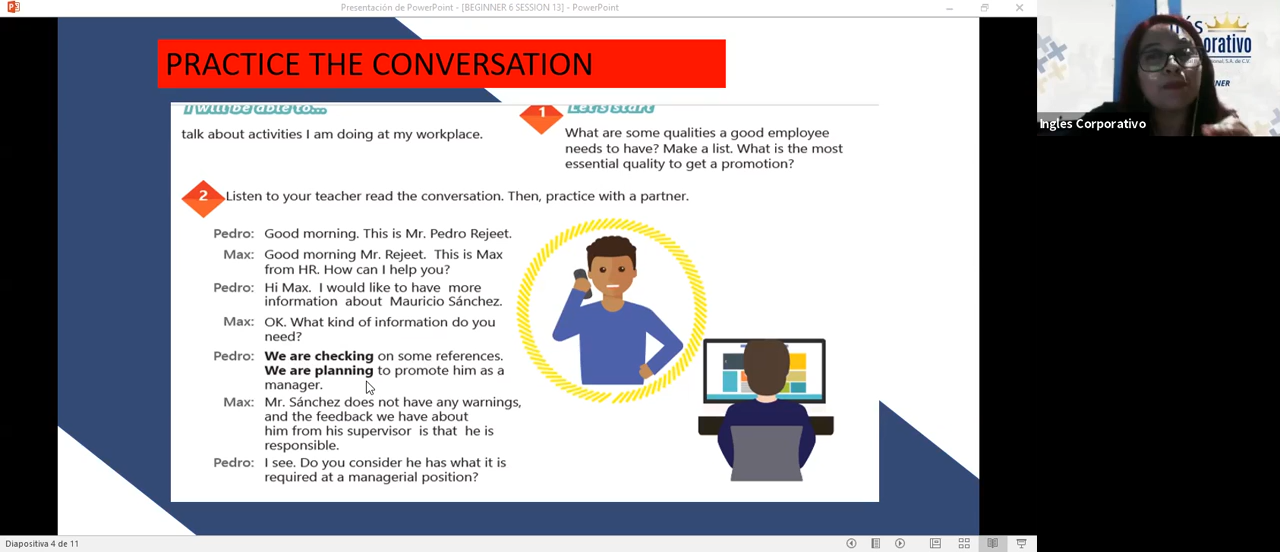 Presentación de PowerPoint - [BEGINNER 6 SESSION 13] - PowerPoint
PRACTICE THE CONVERSATION
I will be able to...
talk about activities I am doing at my workplace.
1 Let's start
What are some qualities a good employee
needs to have? Make a list. What is the most
essential quality to get a promotion?
2 Listen to your teacher read the conversation. Then, practice with a partner.
Pedro: Good morning. This is Mr. Pedro Rejeet.
Max: Good morning Mr. Rejeet. This is Max
from HR. How can I help you?
Pedro: Hi Max. I would like to have more
information about Mauricio Sánchez.
Max: OK. What kind of information do you
need?
Pedro: We are checking on some references.
We are planning to promote him as a
manager.
Max: Mr. Sánchez does not have any warnings,
and the feedback we have about
him from his supervisor is that he is
responsible.
Pedro: I see. Do you consider he has what it is
required at a managerial position?
Diapositiva 4 de 11
Ingles Corporativo